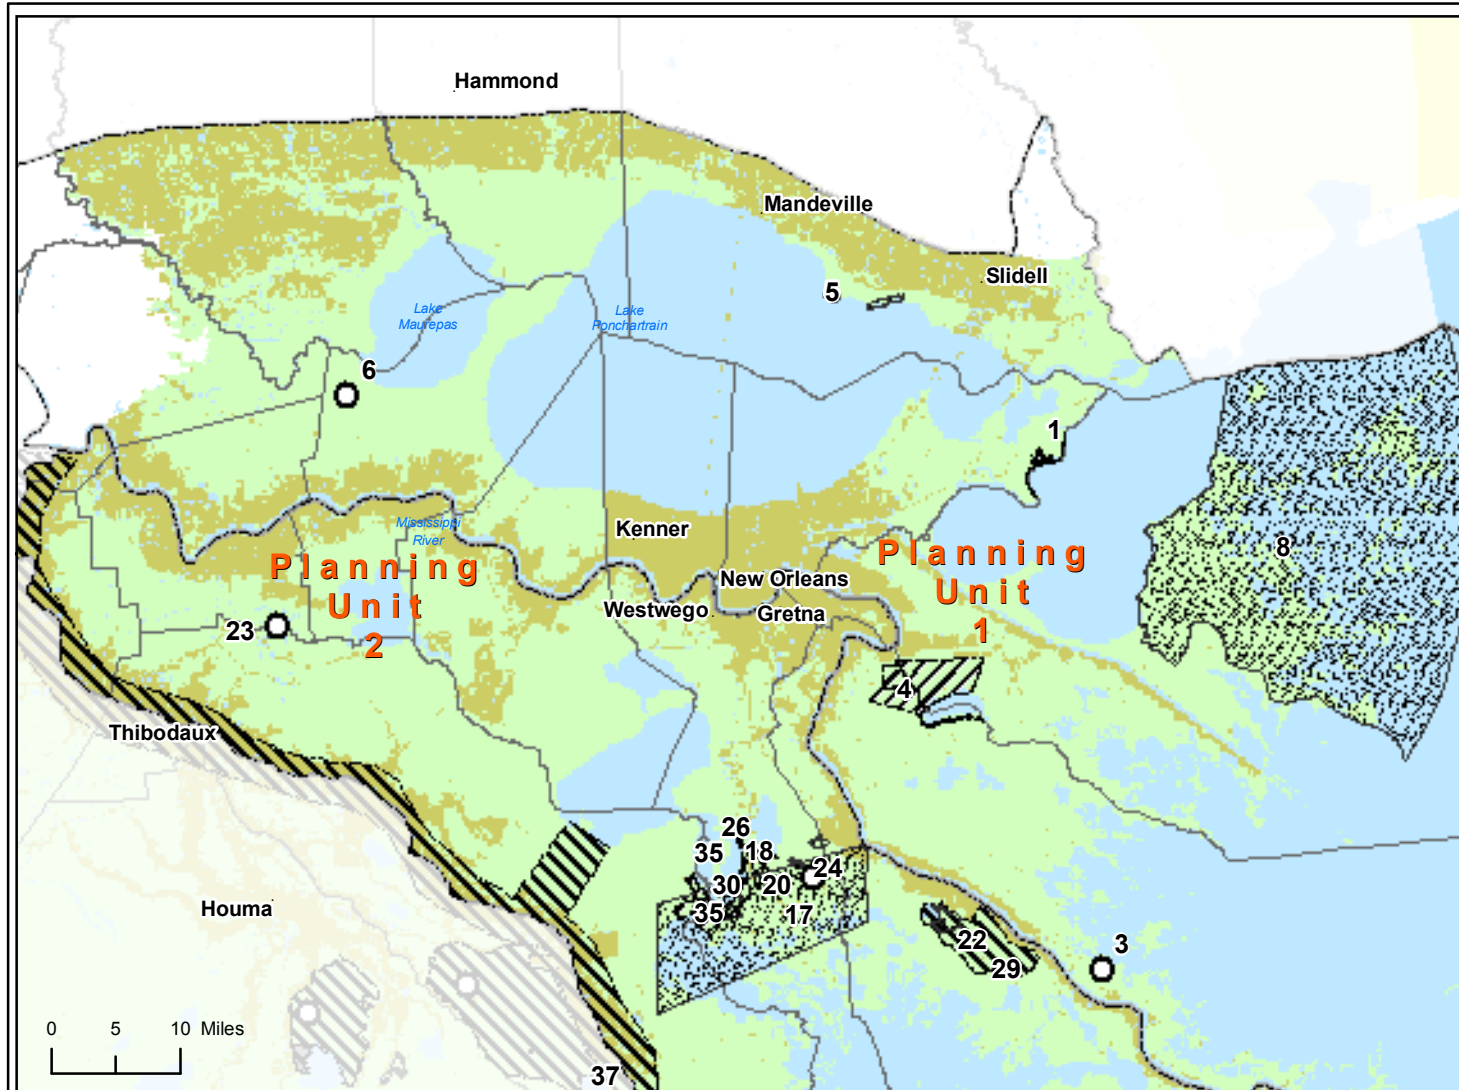 Hammond
Mandeville
Slidell
5
Lake
Maurepas
Lake
Ponchartrain
6
1
Mississippi
River
Kenner
8
Planning
Unit
2
Planning
Unit
1
New Orleans
Westwego
Gretna
23
4
Thibodaux
26
35
18
24
30
20
35
17
Houma
22
29
3
0 5 10 Miles
37